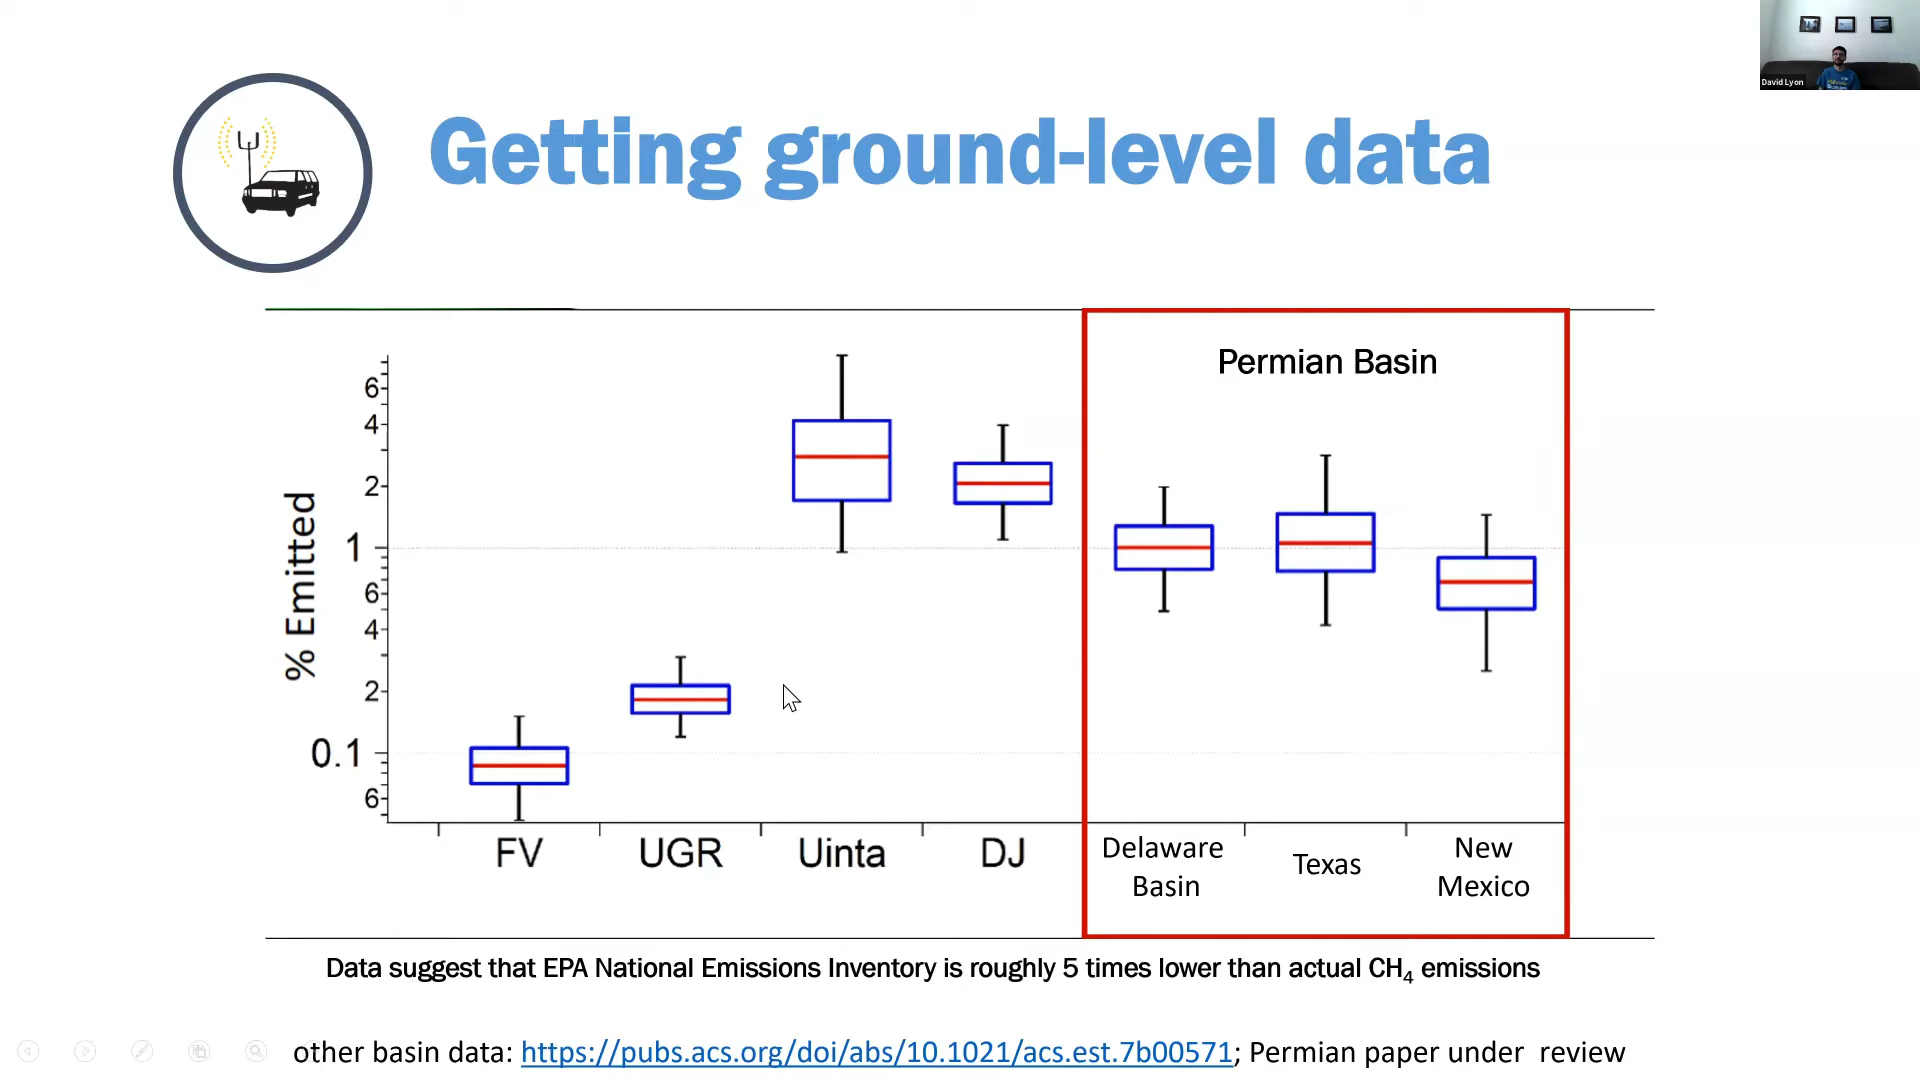 David Lyon
Getting ground-level data
Permian Basin
% Emitted
6
4
2
1
6
4
2
0.1
6
FV
UGR
Uinta
DJ
Delaware
Basin
Texas
New
Mexico
Data suggest that EPA National Emissions Inventory is roughly 5 times lower than actual CH₄ emissions
other basin data: https://pubs.acs.org/doi/abs/10.1021/acs.est.7b00571; Permian paper under review